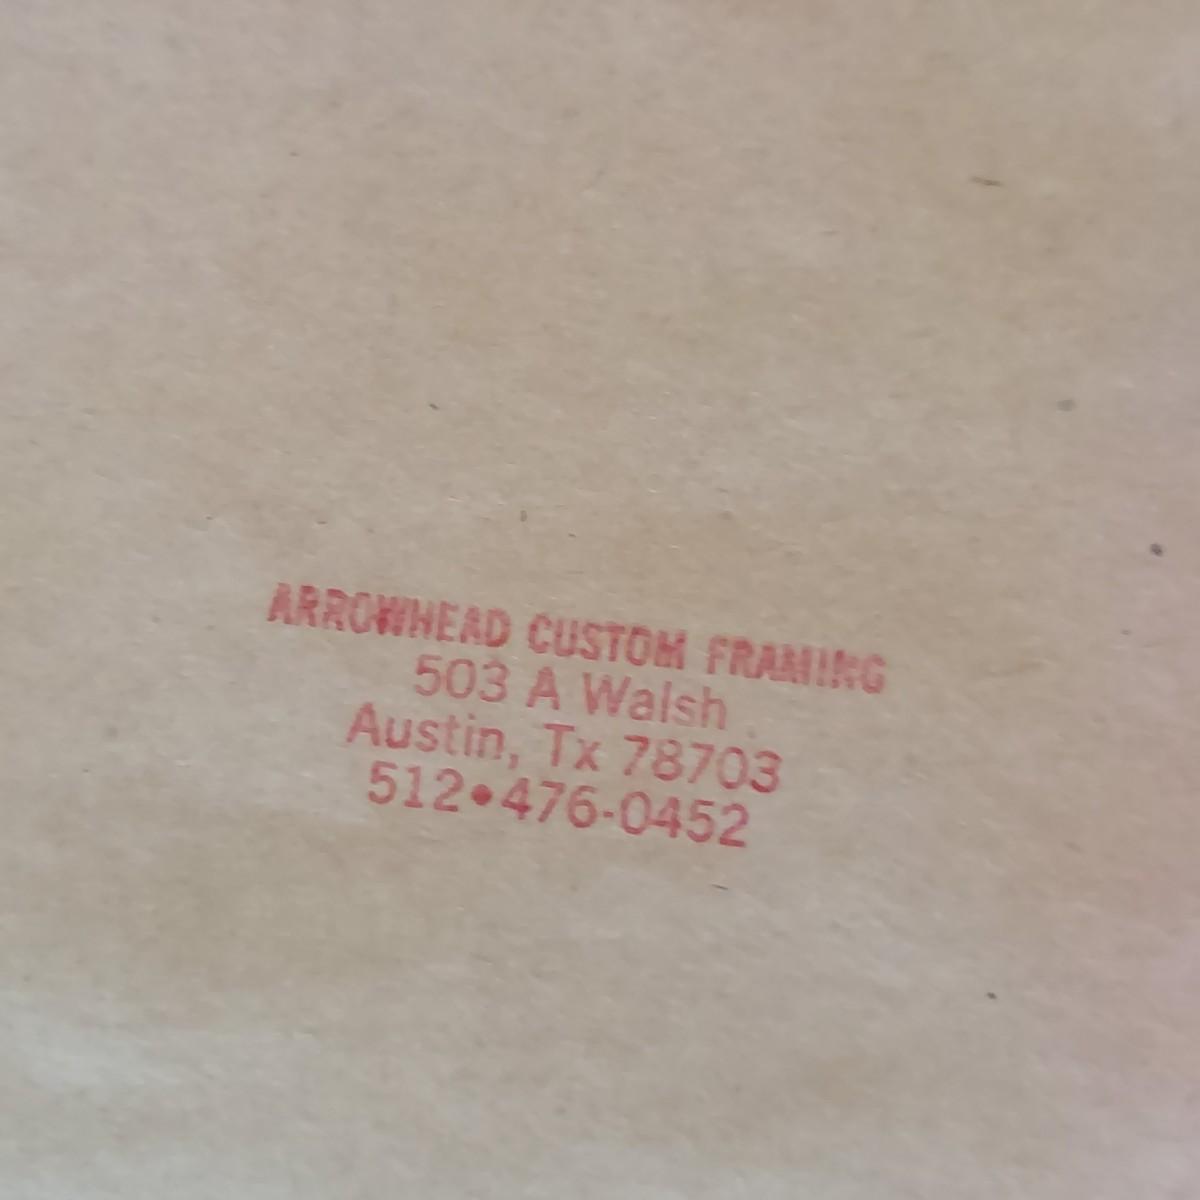 ARROWHEAD CUSTOM FRAMING
503 A Walsh
Austin, Tx 78703
512•476-0452